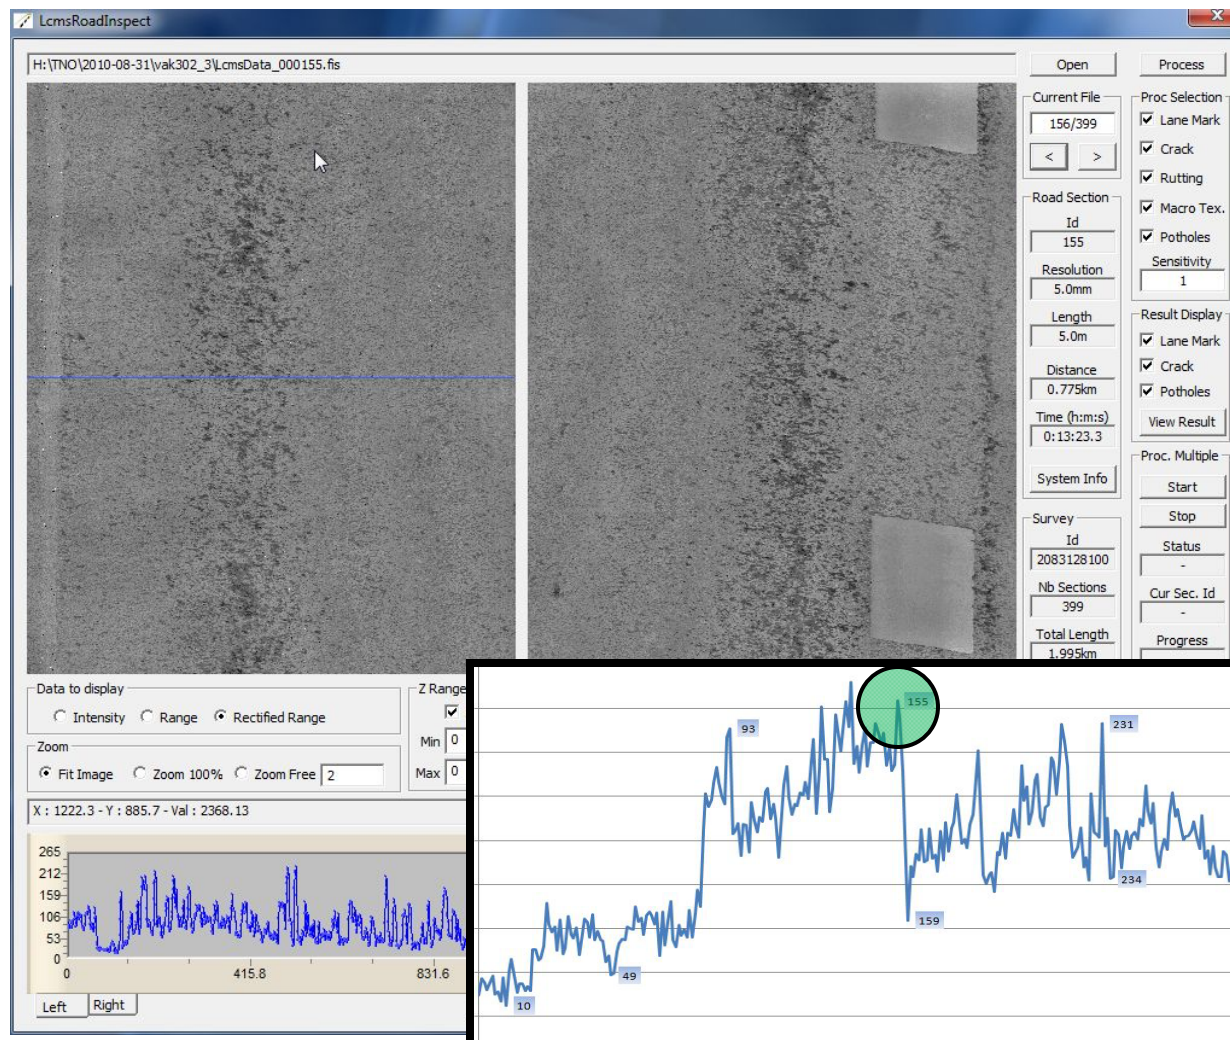 LcmsRoadInspect
H:\TNO\2010-08-31\vak302_3\LcmsData_000155.fis
Open
Process
Current File
156/399
<
>
Road Section
Id
155
Resolution
5.0mm
Length
5.0m
Distance
0.775km
Time (h:m:s)
0:13:23.3
System Info
Survey
Id
2083128100
Nb Sections
399
Total Length
1.995km
Proc Selection
Lane Mark
Crack
Rutting
Macro Tex.
Potholes
Sensitivity
1
Result Display
Lane Mark
Crack
Potholes
View Result
Proc. Multiple
Start
Stop
Status
-
Cur Sec. Id
-
Progress
Data to display
Intensity
Range
Rectified Range
Zoom
Fit Image
Zoom 100%
Zoom Free
2
Z Range
Min
0
Max
0
X : 1222.3 - Y : 885.7 - Val : 2368.13
265
212
159
106
53
0
0
415.8
831.6
Left
Right
10
49
93
155
159
231
234